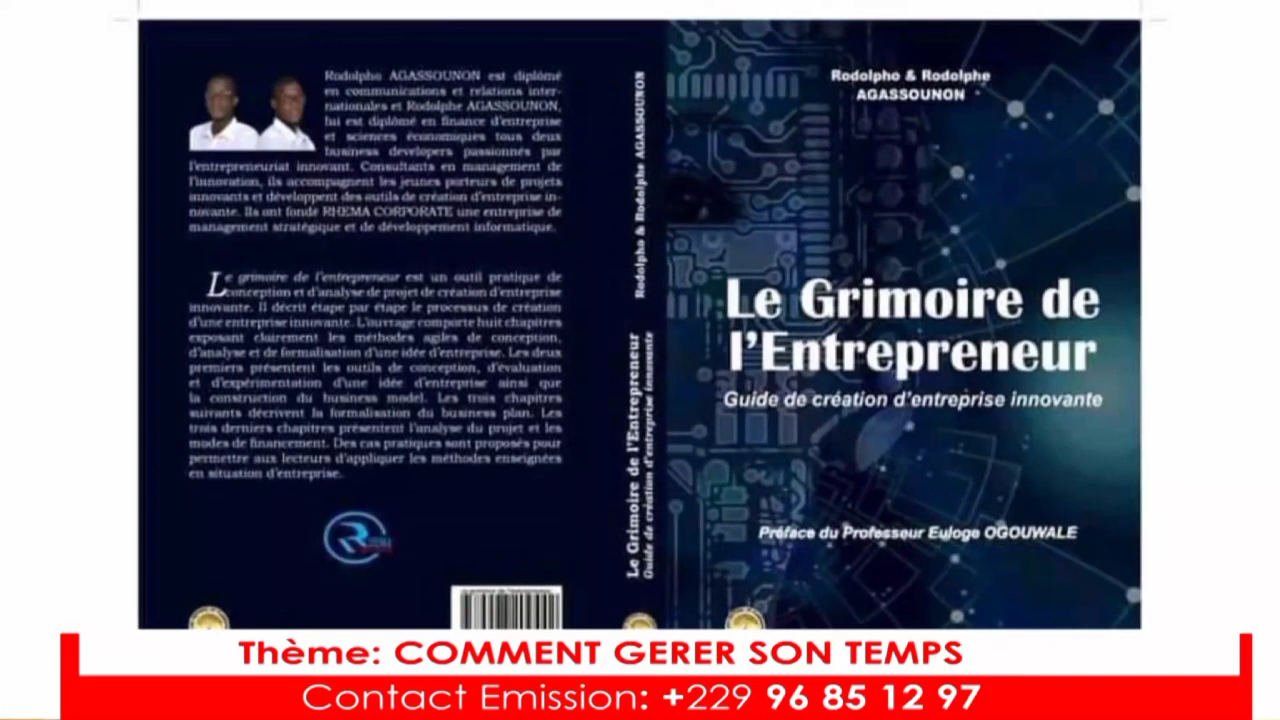 Rodolpho AGASSOUNON est diplômé
en communications et relations inter-
nationales et Rodolphe AGASSOUNON,
lui est diplômé en finance d'entreprise
et sciences économiques tous deux
business developers passionnés par
l'entrepreneuriat innovant. Consultants en management de
l'innovation, ils accompagnent les jeunes porteurs de projets
innovants et développent des outils de création d'entreprise in-
novante. Ils ont fondé RHEMA CORPORATE une entreprise de
management stratégique et de développement informatique.
Le grimoire de l'entrepreneur est un outil pratique de
conception et d'analyse de projet de création d'entreprise
innovante. Il décrit étape par étape le processus de création
d'une entreprise innovante. L'ouvrage comporte huit chapitres
exposant clairement les méthodes agiles de conception,
d'analyse et de formalisation d'une idée d'entreprise. Les deux
premiers présentent les outils de conception, d'évaluation
et d'expérimentation d'une idée d'entreprise ainsi que
la construction du business model. Les trois chapitres
suivants décrivent la formalisation du business plan. Les
trois derniers chapitres présentent l'analyse du projet et les
modes de financement. Des cas pratiques sont proposés pour
permettre aux lecteurs d'appliquer les méthodes enseignées
en situation d'entreprise.
Rodolpho & Rodolphe AGASSOUNON
Le Grimoire de l'Entrepreneur
Guide de création d'entreprise innovante
Rodolpho & Rodolphe
AGASSOUNON
Le Grimoire de
l'Entrepreneur
Guide de création d'entreprise innovante
Préface du Professeur Euloge OGOUWALE
Thème: COMMENT GERER SON TEMPS
Contact Emission: +229 96 85 12 97